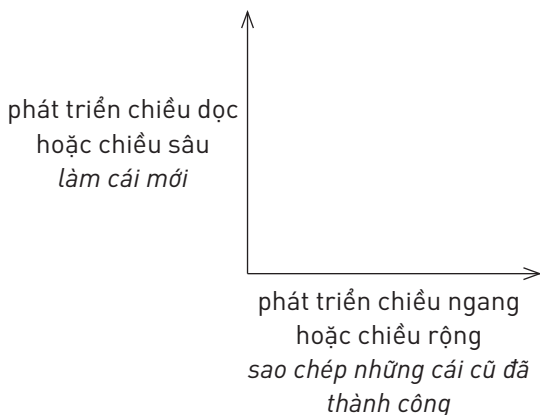 phát triển chiều dọc
hoặc chiều sâu
làm cái mới
phát triển chiều ngang
hoặc chiều rộng
sao chép những cái cũ đã
thành công